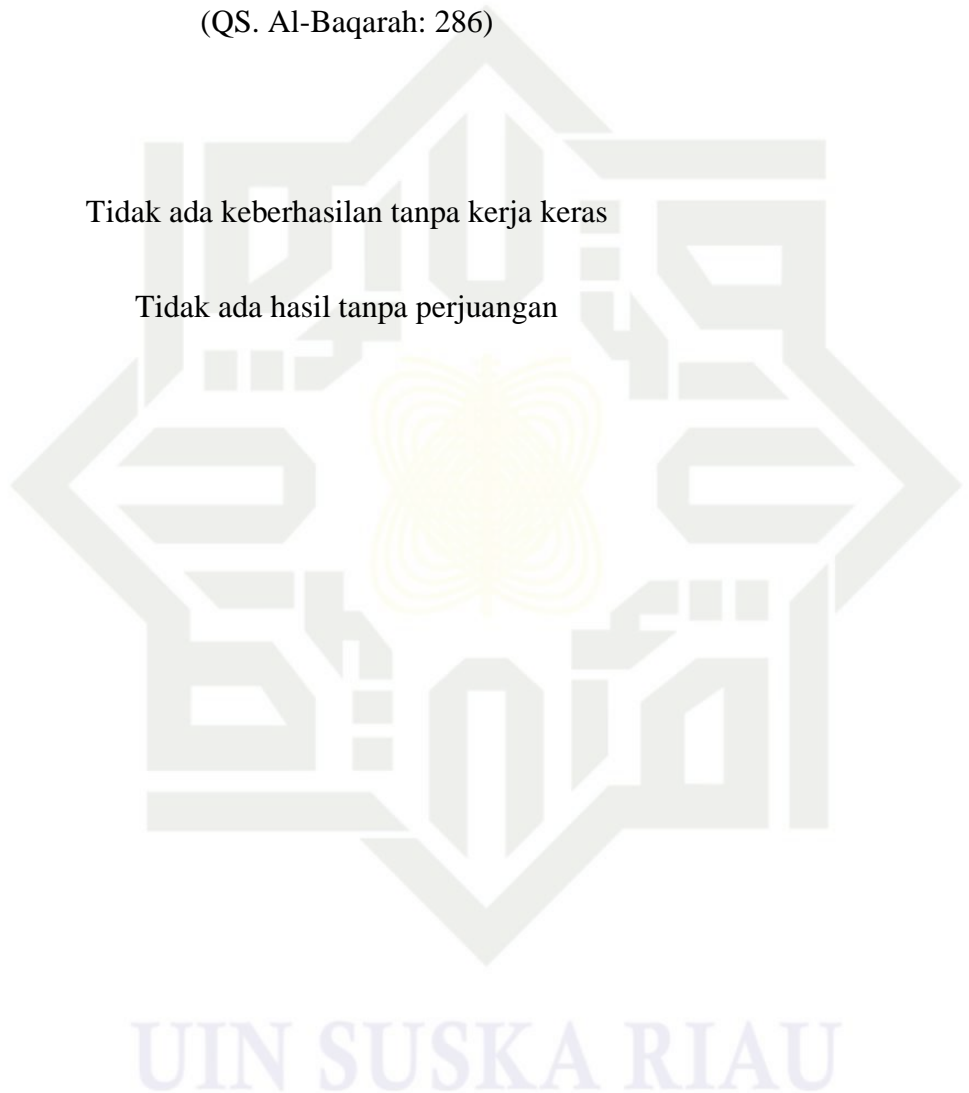 (QS. Al-Baqarah: 286)
Tidak ada keberhasilan tanpa kerja keras
Tidak ada hasil tanpa perjuangan
UIN SUSKA RIAU